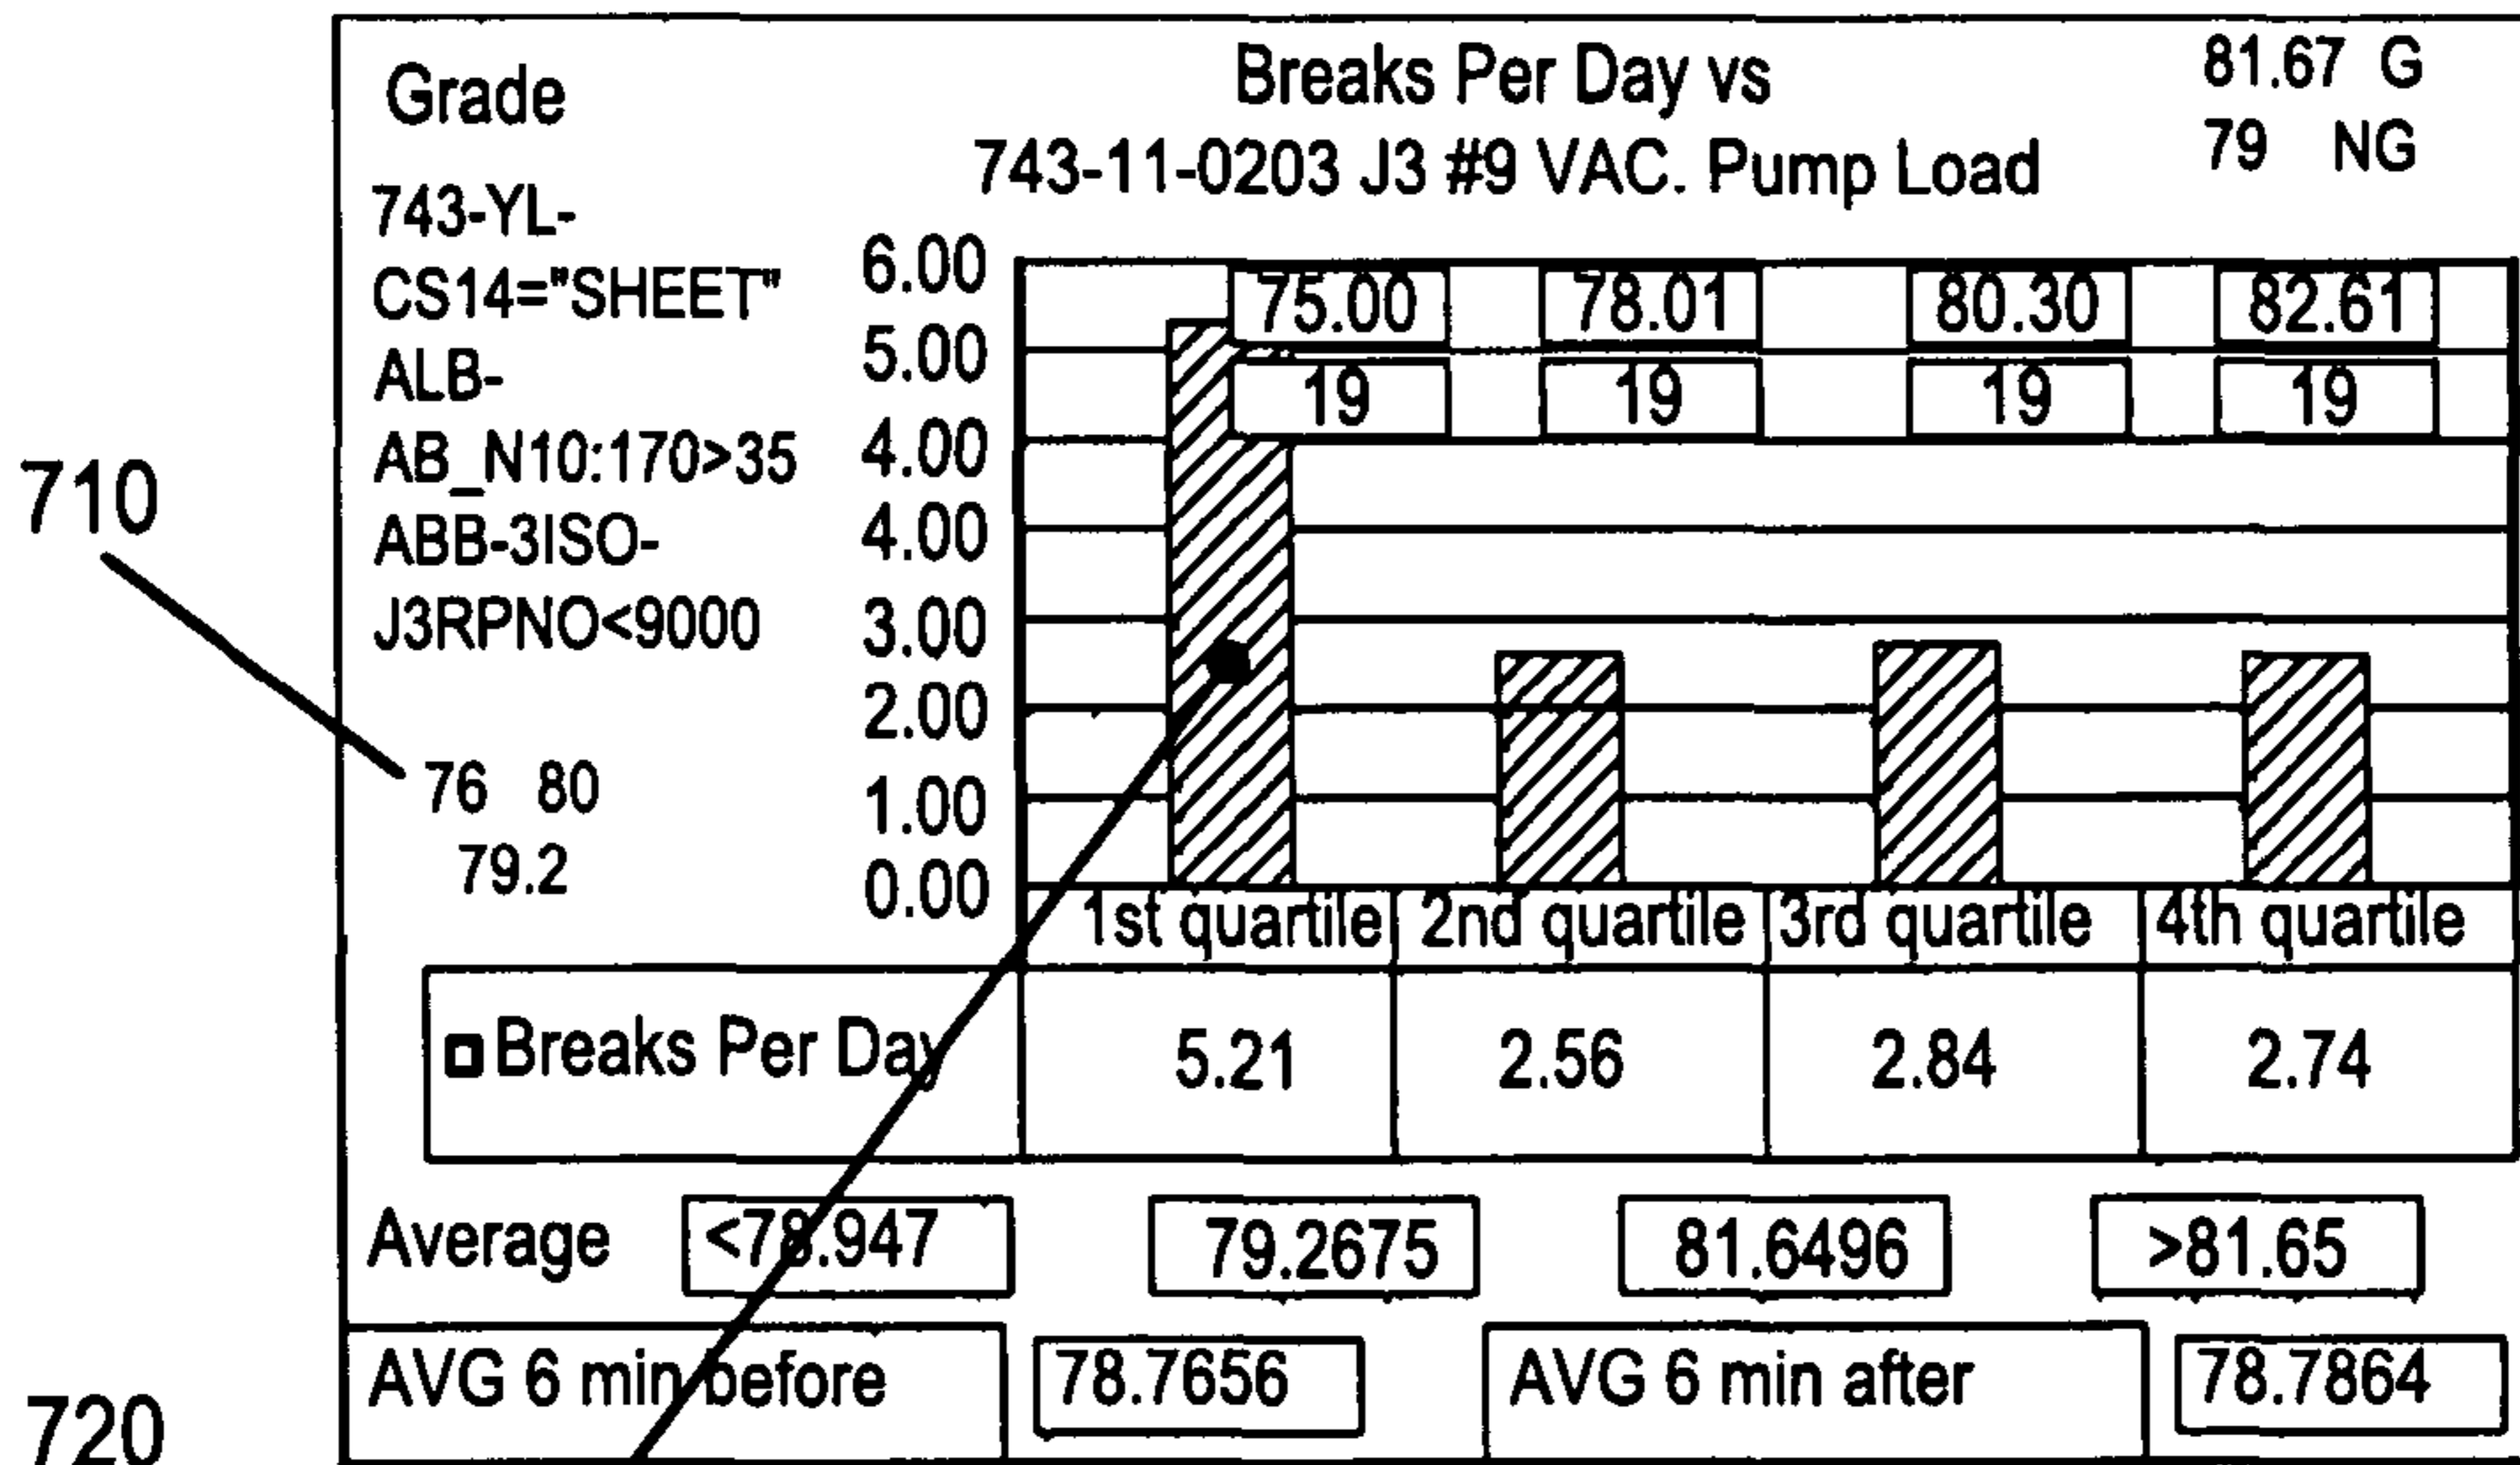 Grade
Breaks Per Day vs
743-11-0203 J3 #9 VAC. Pump Load
81.67 G
79 NG
743-YL-
CS14="SHEET"
ALB-
AB_N10:170>35
ABB-3ISO-
J3RPNO<9000
710
76 80
79.2
6.00
5.00
4.00
4.00
3.00
2.00
1.00
0.00
75.00 78.01 80.30 82.61
19 19 19 19
1st quartile 2nd quartile 3rd quartile 4th quartile
Breaks Per Day 5.21 2.56 2.84 2.74
Average <78.947 79.2675 81.6496 >81.65
AVG 6 min before 78.7656 AVG 6 min after 78.7864
720